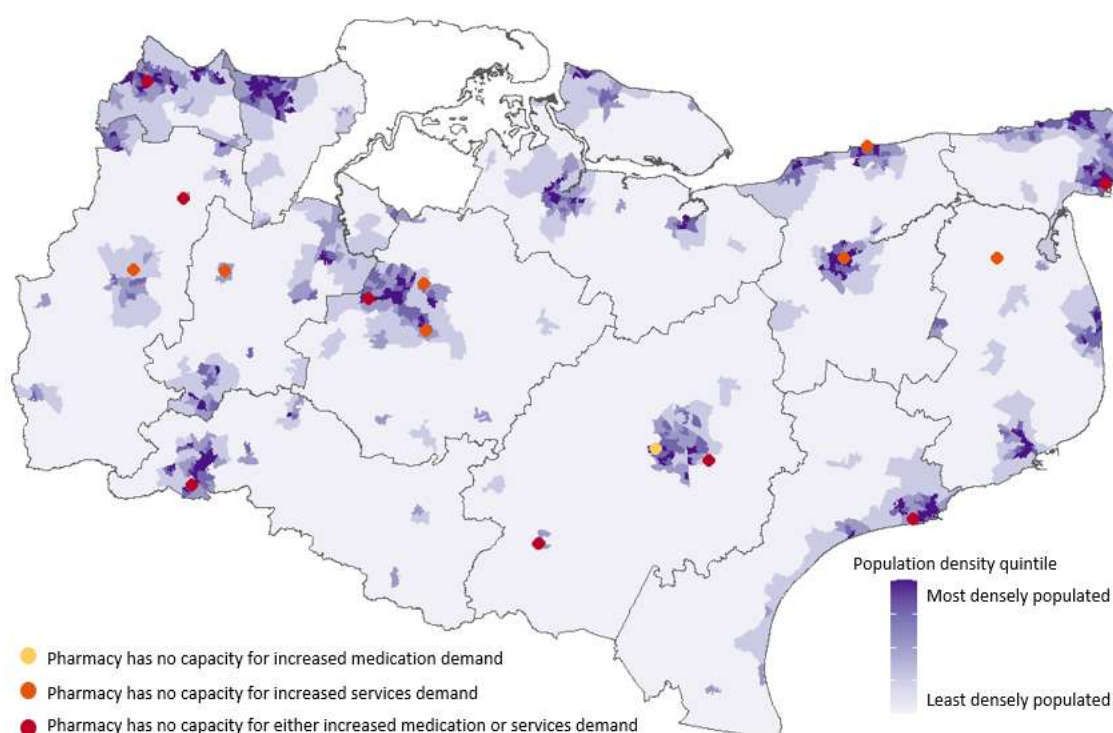 Population density quintile
Most densely populated
Least densely populated
Pharmacy has no capacity for increased medication demand
Pharmacy has no capacity for increased services demand
Pharmacy has no capacity for either increased medication or services demand